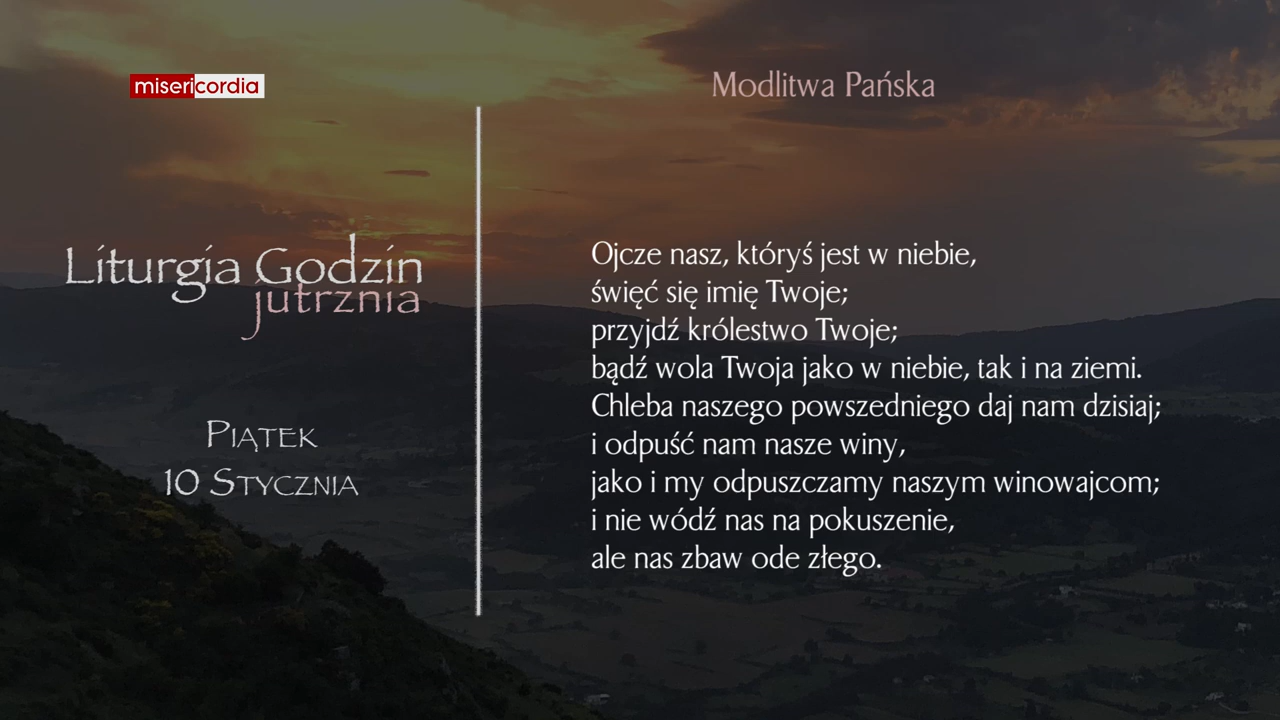 misericordia
Liturgia Godzin
jutrznia
Piątek
10 Stycznia
Modlitwa Pańska
Ojcze nasz, któryś jest w niebie,
święć się imię Twoje;
przyjdź królestwo Twoje;
bądź wola Twoja jako w niebie, tak i na ziemi.
Chleba naszego powszedniego daj nam dzisiaj;
i odpuść nam nasze winy,
jako i my odpuszczamy naszym winowajcom;
i nie wódź nas na pokuszenie,
ale nas zbaw ode złego.